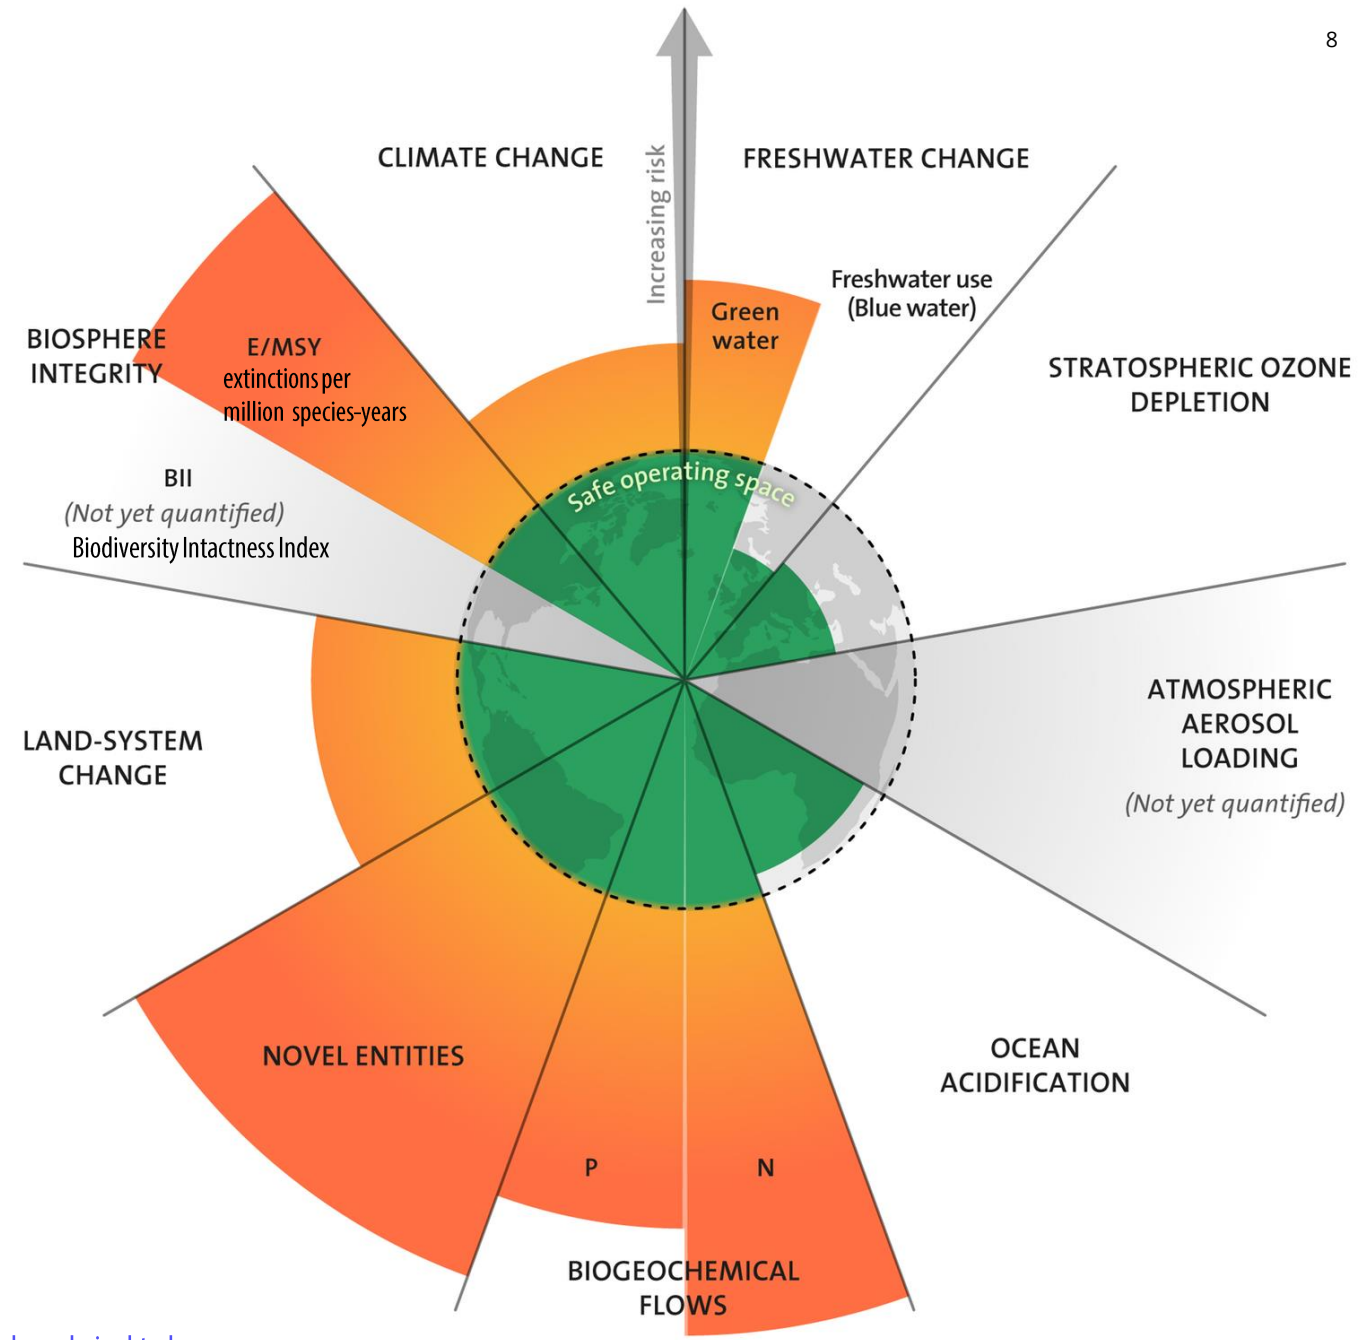 8
CLIMATE CHANGE
Increasing risk
FRESHWATER CHANGE
Freshwater use
(Blue water)
Green
water
STRATOSPHERIC OZONE
DEPLETION
BIOSPHERE
INTEGRITY
E/MSY
extinctions per
million species-years
BII
(Not yet quantified)
Biodiversity Intactness Index
Safe operating space
ATMOSPHERIC
AEROSOL
LOADING
(Not yet quantified)
LAND-SYSTEM
CHANGE
NOVEL ENTITIES
OCEAN
ACIDIFICATION
P
N
BIOGEOCHEMICAL
FLOWS